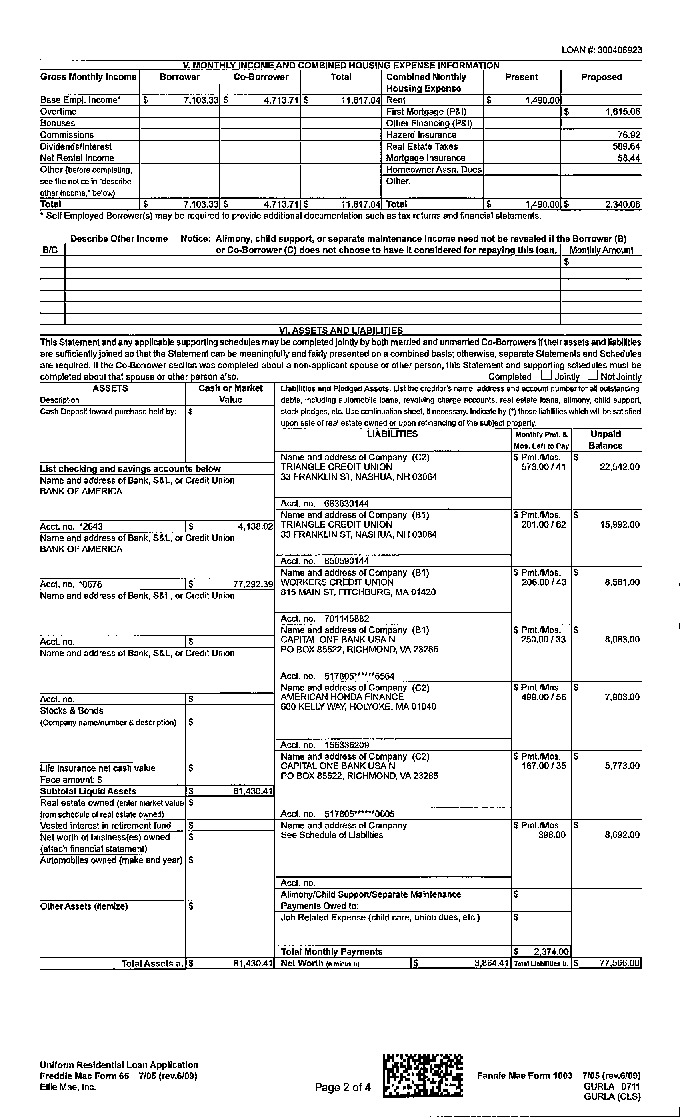 LOAN #: 300406923
V. MONTHLY INCOME AND COMBINED HOUSING EXPENSE INFORMATION
Gross Monthly Income Borrower Co-Borrower Total Combined Monthly Housing Expense Present Proposed
Base Empl. Income* $ 7,103.33 $ 4,713.71 $ 11,817.04 Rent $ 1,490.00
Overtime First Mortgage (P&I) $ 1,615.06
Bonuses Other Financing (P&I)
Commissions Hazard Insurance 76.92
Dividends/Interest Real Estate Taxes 589.64
Net Rental Income Mortgage Insurance 58.44
Other (before completing, Homeowner Assn. Dues
see the notice in "describe Other:
other income," below)
Total $ 7,103.33 $ 4,713.71 $ 11,817.04 Total $ 1,490.00 $ 2,340.06
* Self Employed Borrower(s) may be required to provide additional documentation such as tax returns and financial statements.
Describe Other Income Notice: Alimony, child support, or separate maintenance income need not be revealed if the Borrower (B)
B/C or Co-Borrower (C) does not choose to have it considered for repaying this loan. Monthly Amount
$
VI. ASSETS AND LIABILITIES
This Statement and any applicable supporting schedules may be completed jointly by both married and unmarried Co-Borrowers if their assets and liabilities
are sufficiently joined so that the Statement can be meaningfully and fairly presented on a combined basis; otherwise, separate Statements and Schedules
are required. If the Co-Borrower section was completed about a non-applicant spouse or other person, this Statement and supporting schedules must be
completed about that spouse or other person also. Completed Jointly Not Jointly
ASSETS Cash or Market Value
Description
Cash Deposit toward purchase held by: $
Liabilities and Pledged Assets. List the creditor's name, address and account number for all outstanding
debts, including automobile loans, revolving charge accounts, real estate loans, alimony, child support,
stock pledges, etc. Use continuation sheet, if necessary. Indicate by (*) those liabilities which will be satisfied
upon sale of real estate owned or upon refinancing of the subject property.
LIABILITIES Monthly Pmt. & Mos. Left to Pay Unpaid Balance
List checking and savings accounts below
Name and address of Bank, S&L, or Credit Union
BANK OF AMERICA
Acct. no. *2643 $ 4,138.02
Name and address of Bank, S&L, or Credit Union
BANK OF AMERICA
Acct. no. *0676 $ 77,292.39
Name and address of Bank, S&L, or Credit Union
Acct. no. $
Name and address of Bank, S&L, or Credit Union
Acct. no. $
Stocks & Bonds $
(Company name/number & description)
Life insurance net cash value $
Face amount: $
Subtotal Liquid Assets $ 81,430.41
Real estate owned (enter market value $
from schedule of real estate owned)
Vested interest in retirement fund $
Net worth of business(es) owned $
(attach financial statement)
Automobiles owned (make and year) $
Other Assets (itemize) $
Total Assets a. $ 81,430.41
Name and address of Company (C2) $ Pmt./Mos. $
TRIANGLE CREDIT UNION 573.00 / 41 22,542.00
33 FRANKLIN ST, NASHUA, NH 03064
Acct. no. 663630144
Name and address of Company (B1) $ Pmt./Mos. $
TRIANGLE CREDIT UNION 281.00 / 62 15,992.00
33 FRANKLIN ST, NASHUA, NH 03064
Acct. no. 650590144
Name and address of Company (B1) $ Pmt./Mos. $
WORKERS CREDIT UNION 206.00 / 43 8,581.00
815 MAIN ST, FITCHBURG, MA 01420
Acct. no. 701145882
Name and address of Company (B1) $ Pmt./Mos. $
CAPITAL ONE BANK USA N 250.00 / 33 8,083.00
PO BOX 85522, RICHMOND, VA 23285
Acct. no. 517805******6564
Name and address of Company (C2) $ Pmt./Mos. $
AMERICAN HONDA FINANCE 499.00 / 56 7,903.00
600 KELLY WAY, HOLYOKE, MA 01040
Acct. no. 156336209
Name and address of Company (C2) $ Pmt./Mos. $
CAPITAL ONE BANK USA N 167.00 / 35 5,773.00
PO BOX 85522, RICHMOND, VA 23285
Acct. no. 517805******0605
Name and address of Company $ Pmt./Mos. $
See Schedule of Liabilities 398.00 8,692.00
Acct. no.
Alimony/Child Support/Separate Maintenance $
Payments Owed to:
Job Related Expense (child care, union dues, etc.) $
Total Monthly Payments $ 2,374.00
Net Worth (a minus b) $ 3,864.41 Total Liabilities b. $ 77,566.00
Uniform Residential Loan Application
Freddie Mac Form 65 7/05 (rev.6/09)
Ellie Mae, Inc.
Page 2 of 4
Fannie Mae Form 1003 7/05 (rev.6/09)
GURLA 0711
GURLA (CLS)